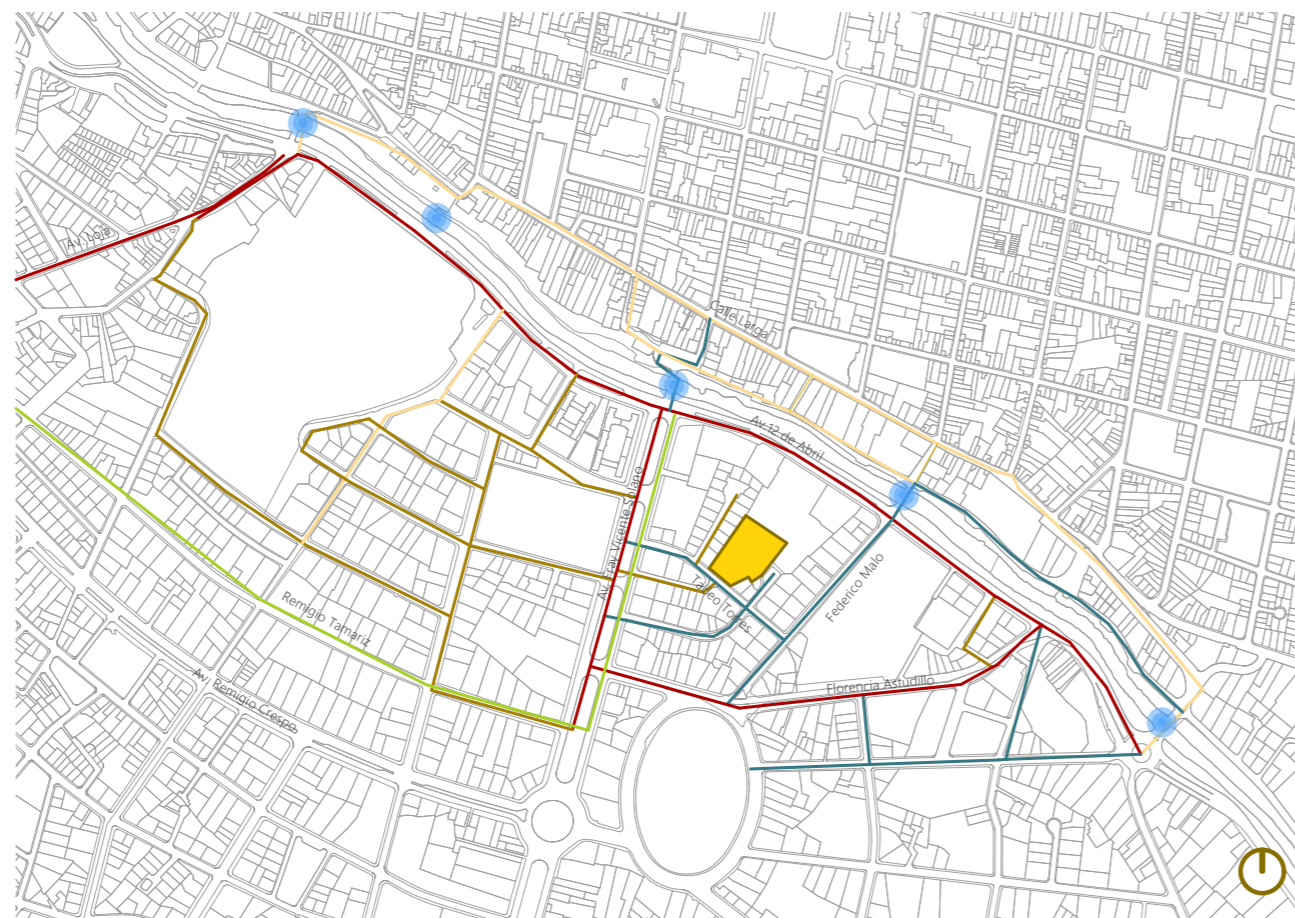 Av. Loja
Calle Larga
Av. 12 de Abril
Av. Fray Vicente Solano
Tadeo Torres
Federico Malo
Remigio Tamariz
Av. Remigio Crespo
Florencia Astudillo